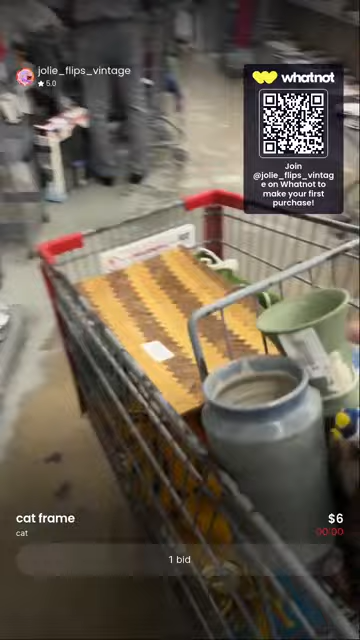 jolie_flips_vintage
★ 5.0
whatnot
Join
@jolie_flips_vintag
e on Whatnot to
make your first
purchase!
cat frame
$6
cat
00:00
1 bid